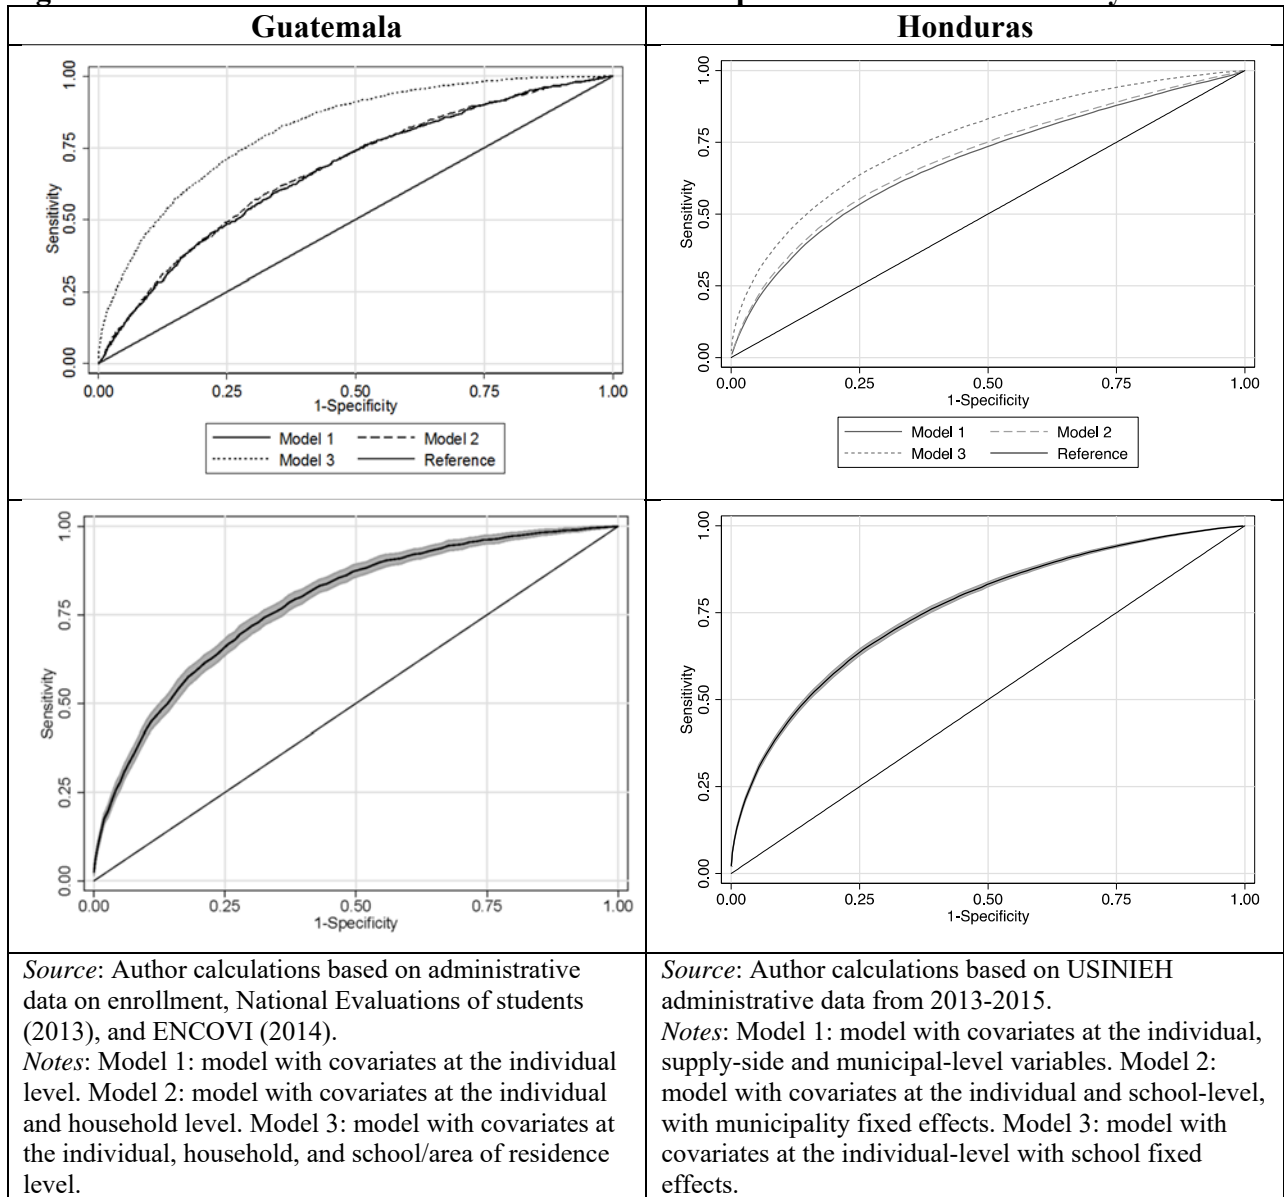 Guatemala
Honduras
1.00
0.75
0.50
0.25
0.00
Sensitivity
0.00 0.25 0.50 0.75 1.00
1-Specificity
Model 1 Model 2
Model 3 Reference
1.00
0.75
0.50
0.25
0.00
Sensitivity
0.00 0.25 0.50 0.75 1.00
1-Specificity
Model 1 Model 2
Model 3 Reference
1.00
0.75
0.50
0.25
0.00
Sensitivity
0.00 0.25 0.50 0.75 1.00
1-Specificity
1.00
0.75
0.50
0.25
0.00
Sensitivity
0.00 0.25 0.50 0.75 1.00
1-Specificity
Source: Author calculations based on administrative
data on enrollment, National Evaluations of students
(2013), and ENCOVI (2014).
Notes: Model 1: model with covariates at the individual
level. Model 2: model with covariates at the individual
and household level. Model 3: model with covariates at
the individual, household, and school/area of residence
level.
Source: Author calculations based on USINIEH
administrative data from 2013-2015.
Notes: Model 1: model with covariates at the individual,
supply-side and municipal-level variables. Model 2:
model with covariates at the individual and school-level,
with municipality fixed effects. Model 3: model with
covariates at the individual-level with school fixed
effects.